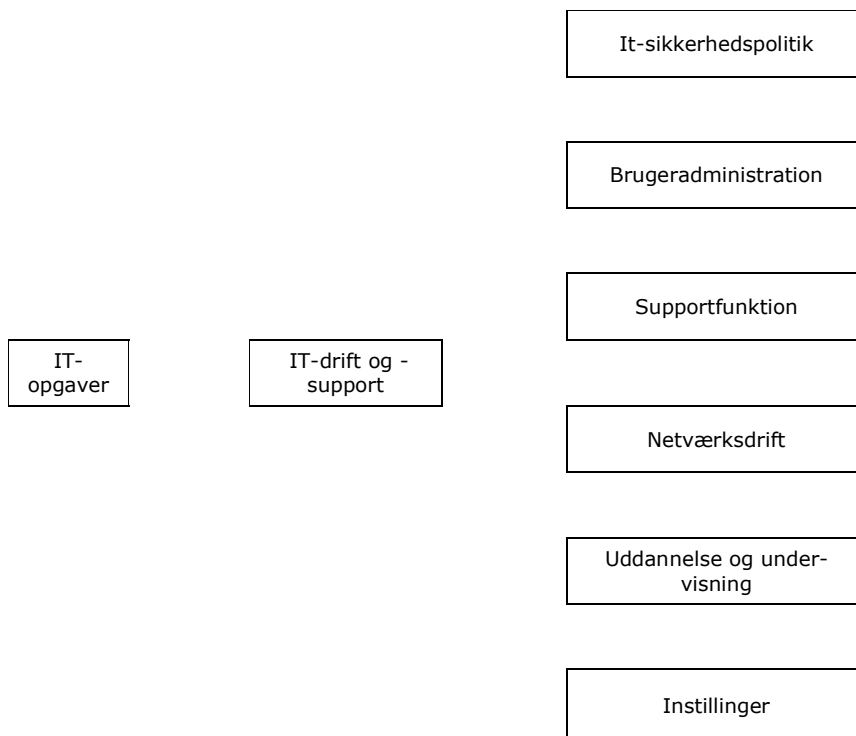 It-sikkerhedspolitik
Brugeradministration
Supportfunktion
IT-
opgaver
IT-drift og -
support
Netværksdrift
Uddannelse og under-
visning
Instillinger